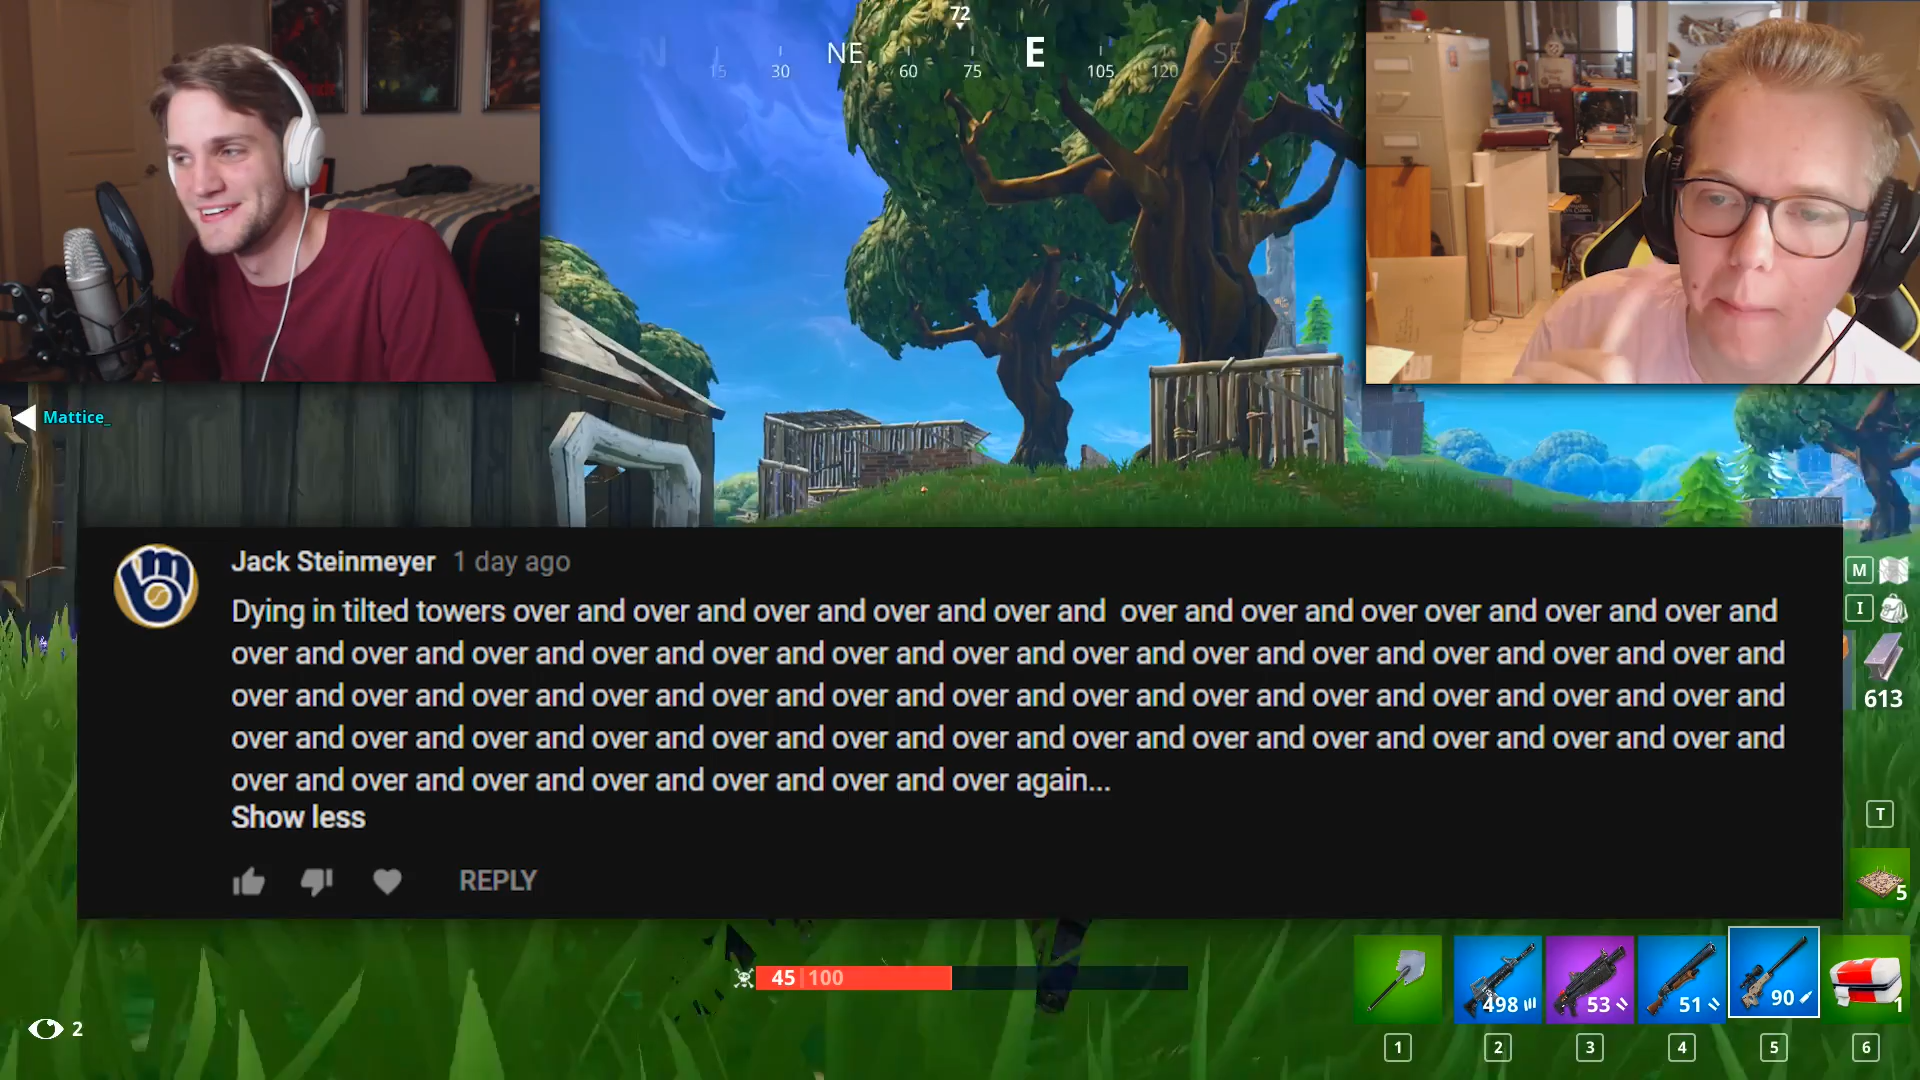 72
N NE E SE
15 30 60 75 105 120
Mattice_
Jack Steinmeyer 1 day ago
Dying in tilted towers over and over and over and over and over and  over and over and over over and over and over and
over and over and over and over and over and over and over and over and over and over and over and over and over and
over and over and over and over and over and over and over and over and over and over and over and over and over and
over and over and over and over and over and over and over and over and over and over and over and over and over and
over and over and over and over and over and over and over again...
Show less
REPLY
M
I
613
T
5
45 | 100
498 53 51 90 1
2
1 2 3 4 5 6